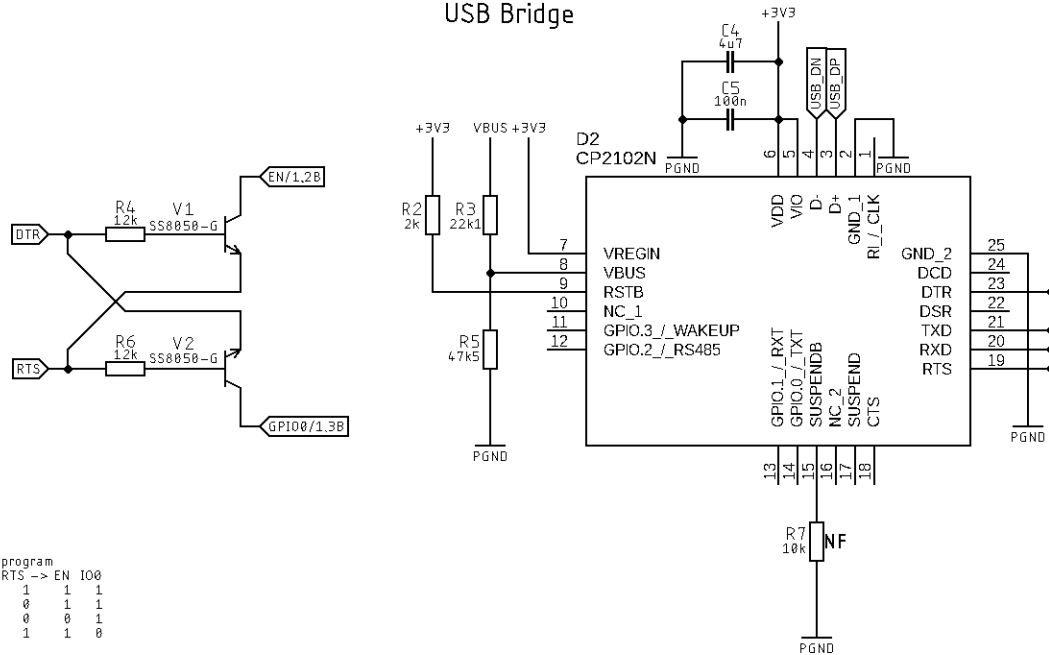 USB Bridge
+3V3
C4
4u7
C5
100n
USB_DN
USB_DP
+3V3
VBUS
+3V3
D2
CP2102N
PGND
PGND
6
5
4
3
2
1
VDD
VIO
D-
D+
GND_1
RI_/_CLK
EN/1.2B
R4
12k
V1
SS8050-G
DTR
R2
2k
R3
22k1
7
VREGIN
8
VBUS
9
RSTB
10
NC_1
11
GPIO.3_/_WAKEUP
12
GPIO.2_/_RS485
GND_2
25
DCD
24
DTR
23
DSR
22
TXD
21
RXD
20
RTS
19
R6
12k
V2
SS8050-G
RTS
R5
47k5
GPIO.1_/_RXT
GPIO.0_/_TXT
SUSPENDB
NC_2
SUSPEND
CTS
GPIO0/1.3B
PGND
PGND
13
14
15
16
17
18
R7
10k
NF
PGND
program
RTS -> EN IO0
1 1 1
0 1 1
0 0 1
1 1 0